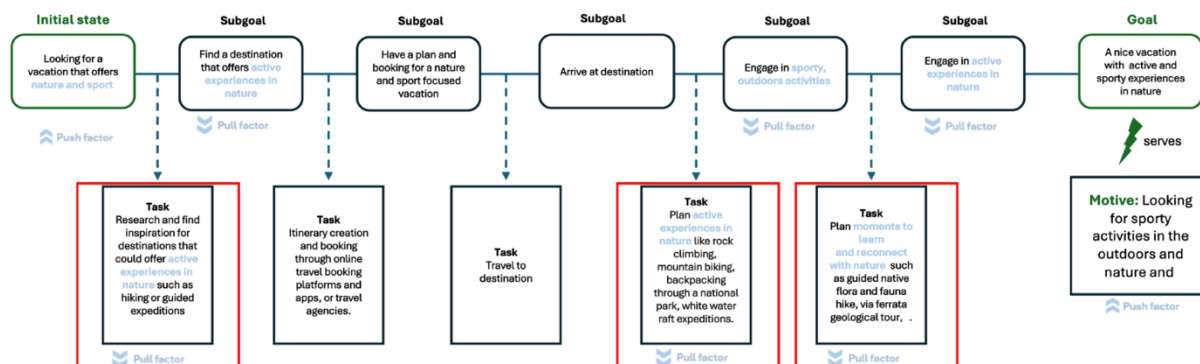 Initial state
Subgoal
Subgoal
Subgoal
Subgoal
Subgoal
Goal
Looking for a
vacation that offers
nature and sport
Find a destination
that offers active
experiences in
nature
Have a plan and
booking for a nature
and sport focused
vacation
Arrive at destination
Engage in sporty,
outdoors activities
Engage in active
experiences in
nature
A nice vacation
with active and
sporty experiences
in nature
Push factor
Pull factor
Pull factor
Pull factor
serves
Task
Research and find
inspiration for
destinations that
could offer active
experiences in
nature such as
hiking or guided
expeditions
Task
Itinerary creation
and booking
through online
travel booking
platforms and
apps, or travel
agencies.
Task
Travel to
destination
Task
Plan active
experiences in
nature like rock
climbing,
mountain biking,
backpacking
through a national
park, white water
raft expeditions.
Task
Plan moments to
learn
and reconnect
with nature such
as guided native
flora and fauna
hike, via ferrata
geological tour, .
Motive: Looking
for sporty
activities in the
outdoors and
nature and
Push factor
Pull factor
Pull factor
Pull factor